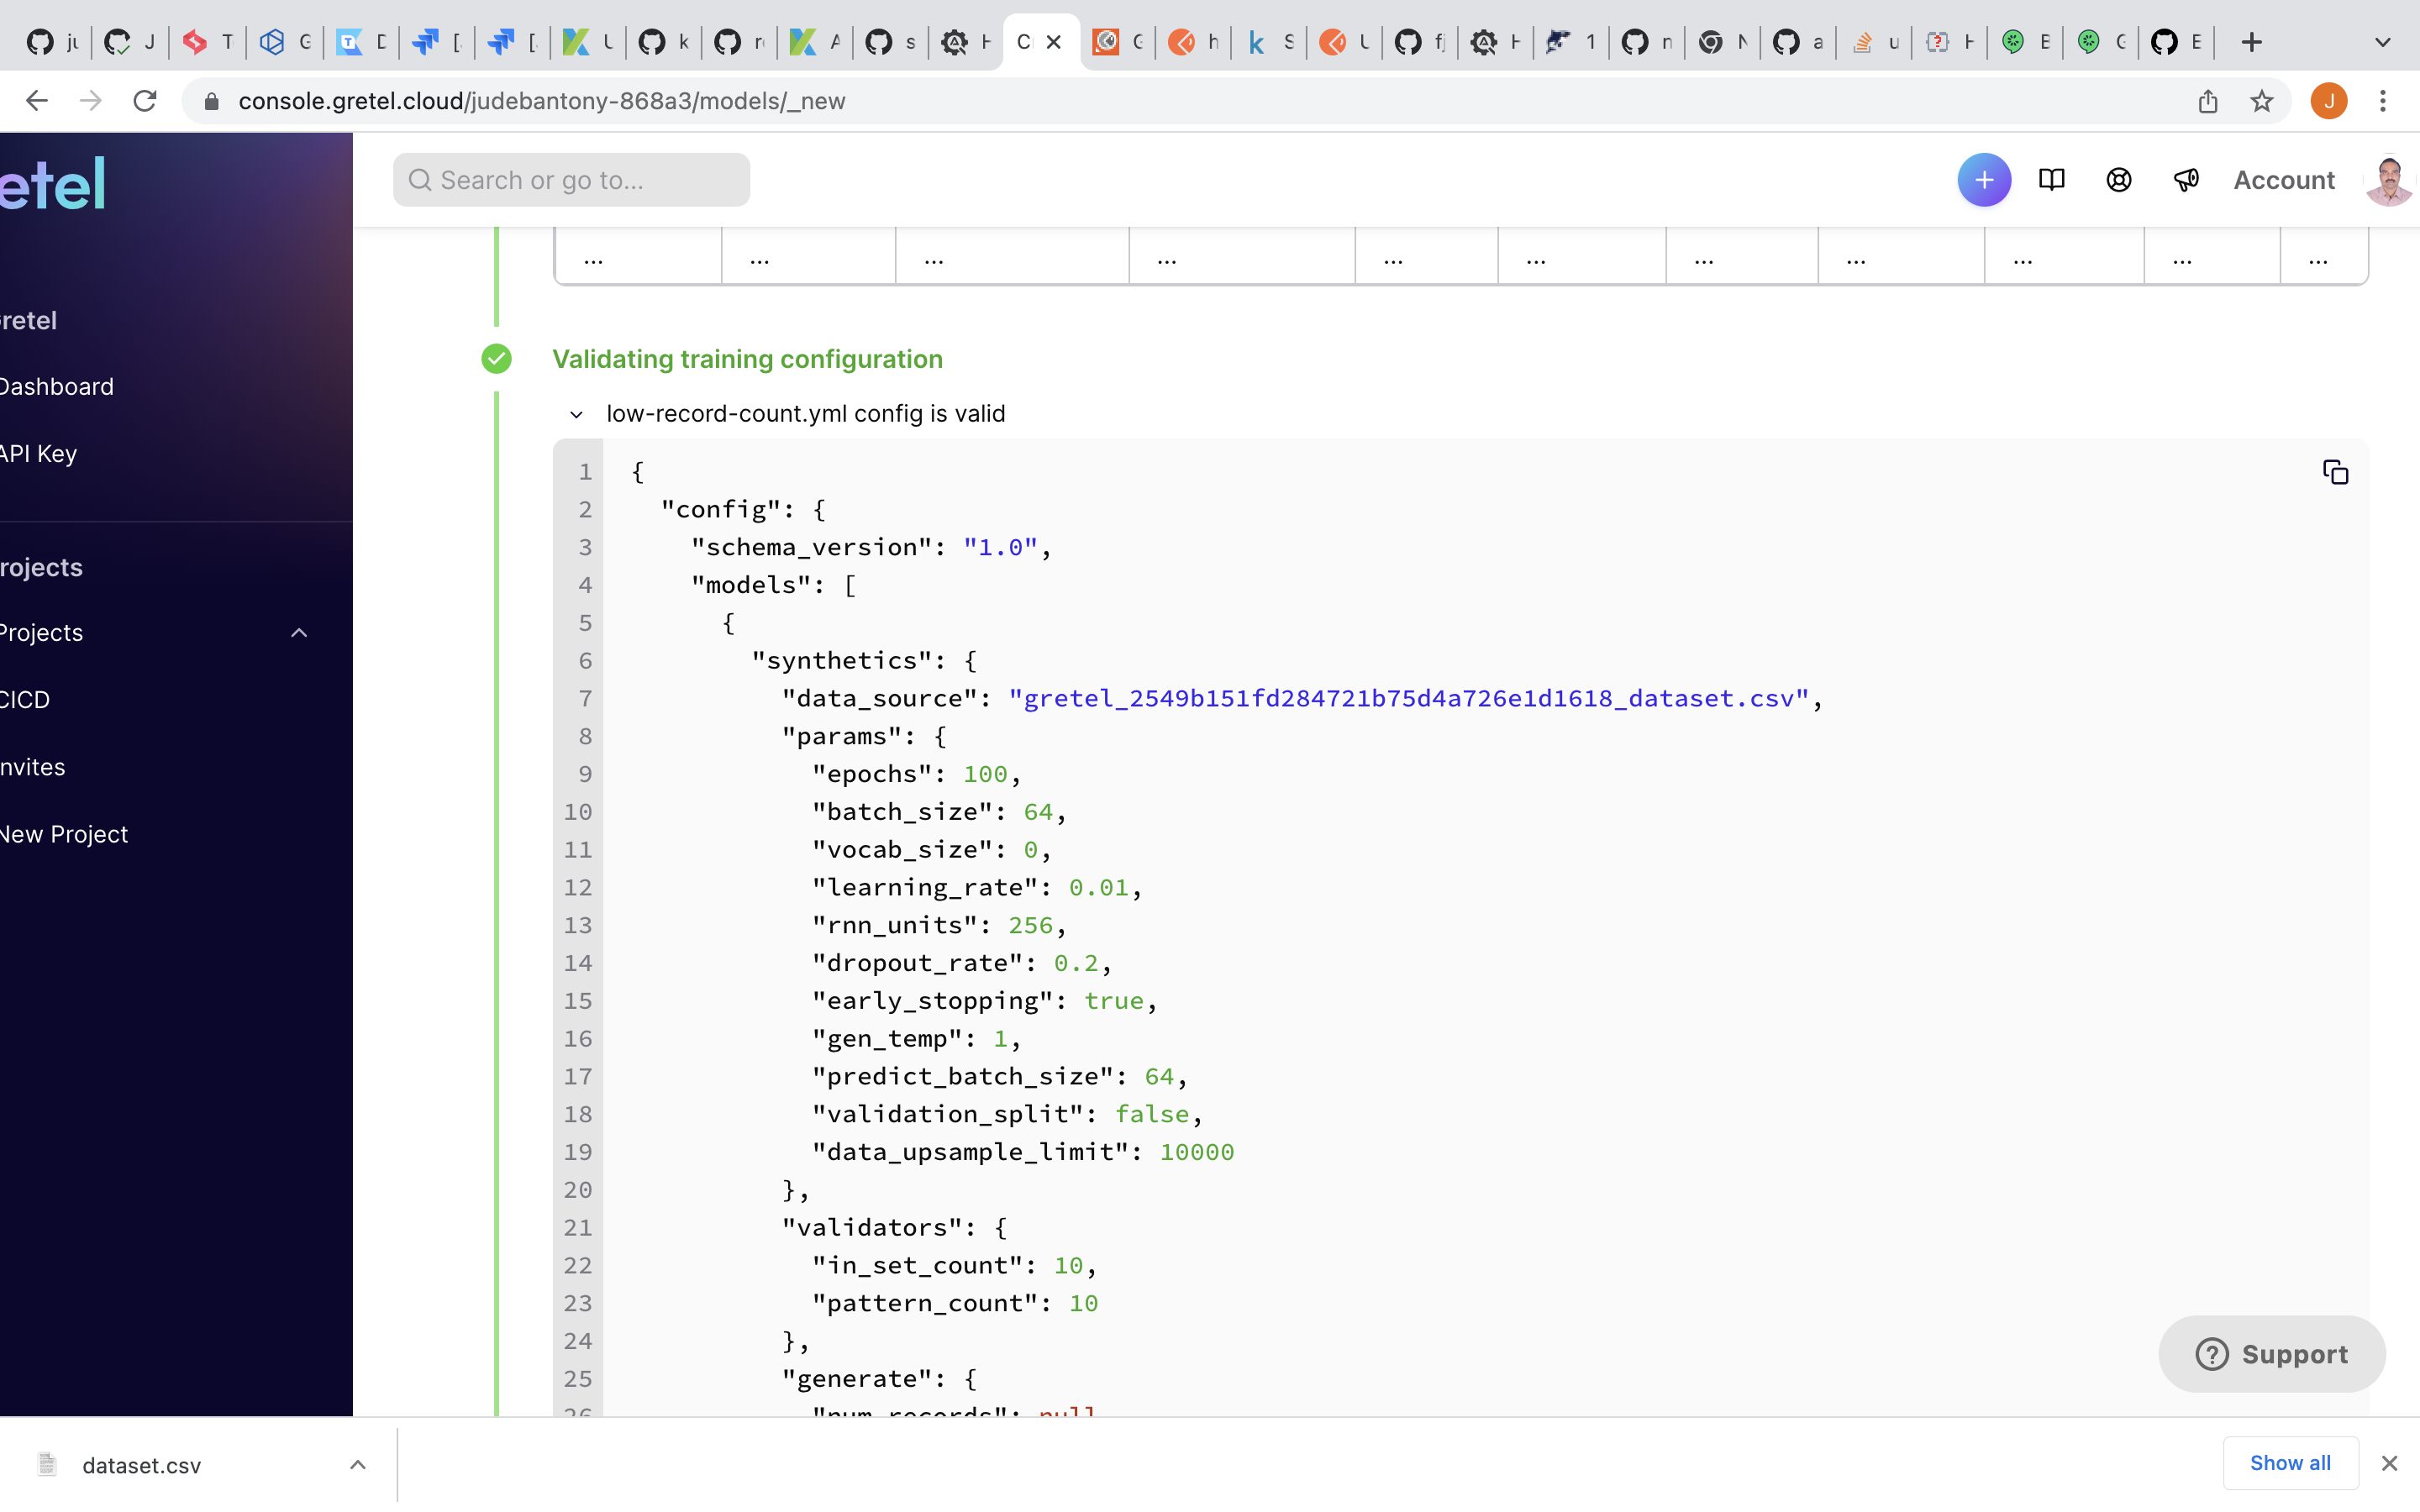 console.gretel.cloud/judebantony-868a3/models/_new
etel
Search or go to...
Account
retel
Dashboard
API Key
rojects
Projects
CICD
nvites
New Project
... ... ... ... ... ... ... ... ... ... ...
Validating training configuration
low-record-count.yml config is valid
1 {
2 "config": {
3 "schema_version": "1.0",
4 "models": [
5 {
6 "synthetics": {
7 "data_source": "gretel_2549b151fd284721b75d4a726e1d1618_dataset.csv",
8 "params": {
9 "epochs": 100,
10 "batch_size": 64,
11 "vocab_size": 0,
12 "learning_rate": 0.01,
13 "rnn_units": 256,
14 "dropout_rate": 0.2,
15 "early_stopping": true,
16 "gen_temp": 1,
17 "predict_batch_size": 64,
18 "validation_split": false,
19 "data_upsample_limit": 10000
20 },
21 "validators": {
22 "in_set_count": 10,
23 "pattern_count": 10
24 },
25 "generate": {
26 "num_records": null
Support
dataset.csv
Show all